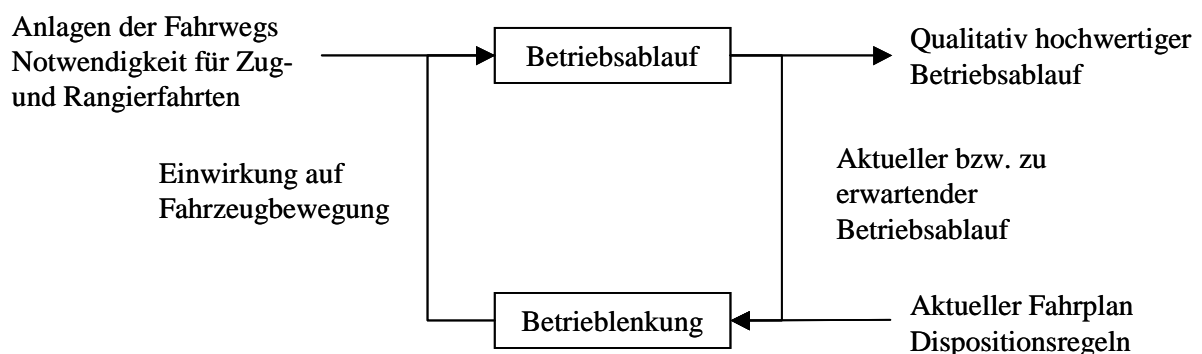 Anlagen der Fahrwegs
Notwendigkeit für Zug-
und Rangierfahrten
Betriebsablauf
Qualitativ hochwertiger
Betriebsablauf
Einwirkung auf
Fahrzeugbewegung
Aktueller bzw. zu
erwartender
Betriebsablauf
Betrieblenkung
Aktueller Fahrplan
Dispositionsregeln